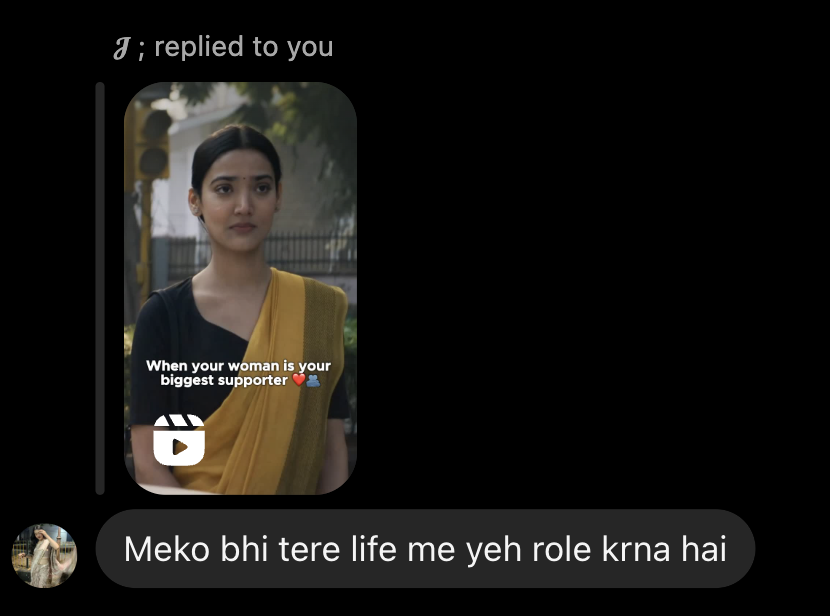 𝒥 ; replied to you
When your woman is your
biggest supporter ❤️🫂
Meko bhi tere life me yeh role krna hai